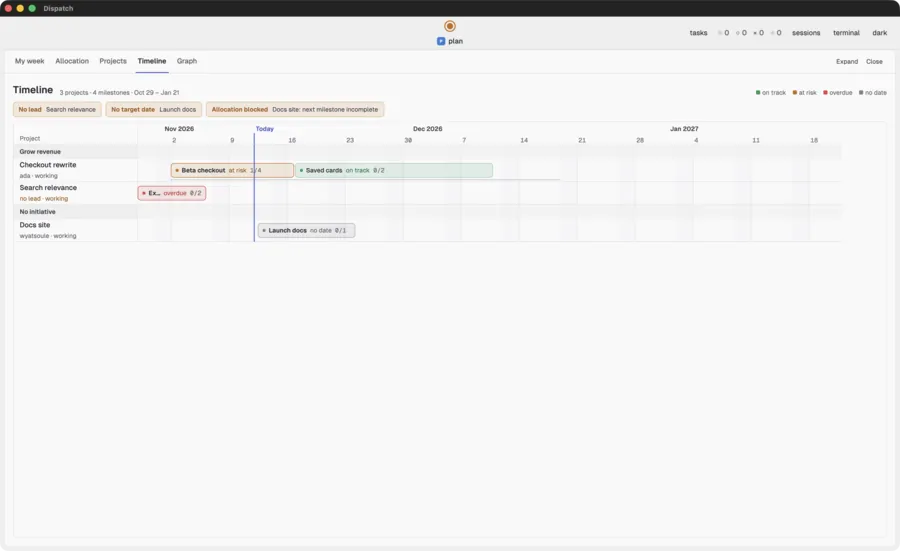 Dispatch
plan
tasks 0 0 0 0 sessions terminal dark
My week Allocation Projects Timeline Graph
Expand Close
Timeline 3 projects · 4 milestones · Oct 29 – Jan 21
on track at risk overdue no date
No lead Search relevance
No target date Launch docs
Allocation blocked Docs site: next milestone incomplete
Nov 2026 Today Dec 2026 Jan 2027
Project 2 9 16 23 30 7 14 21 28 4 11 18
Grow revenue
Checkout rewrite
ada · working
Beta checkout at risk 1/4
Saved cards on track 0/2
Search relevance
no lead · working
Ex... overdue 0/2
No initiative
Docs site
wyatsoule · working
Launch docs no date 0/1